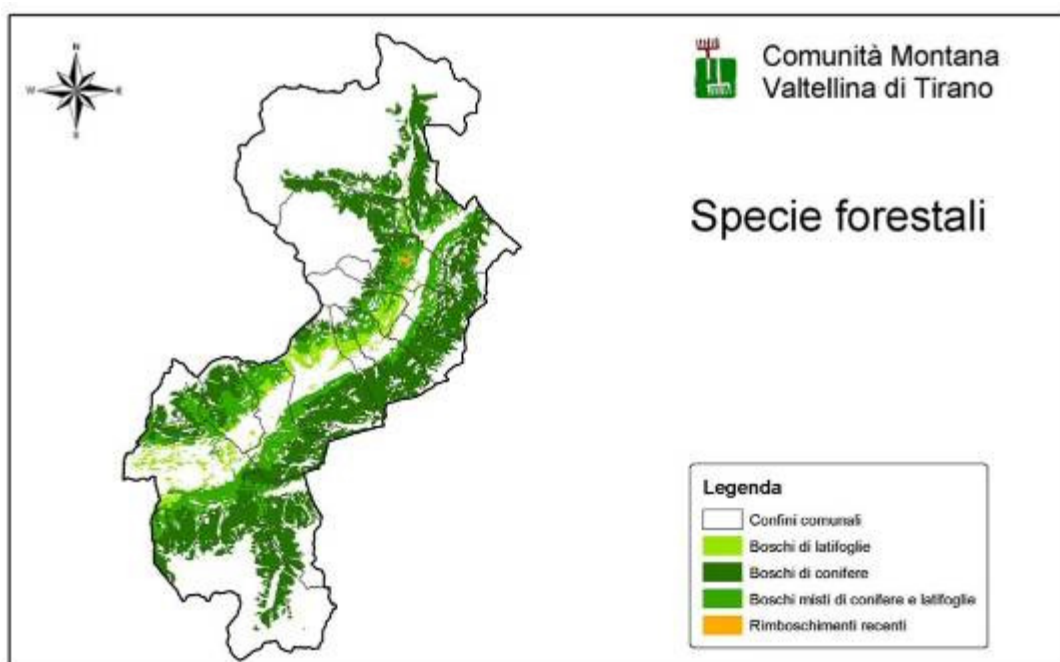 N
W
E
S
Comunità Montana
Valtellina di Tirano
Specie forestali
Legenda
Confini comunali
Boschi di latifoglie
Boschi di conifere
Boschi misti di conifere e latifoglie
Rimboschimenti recenti